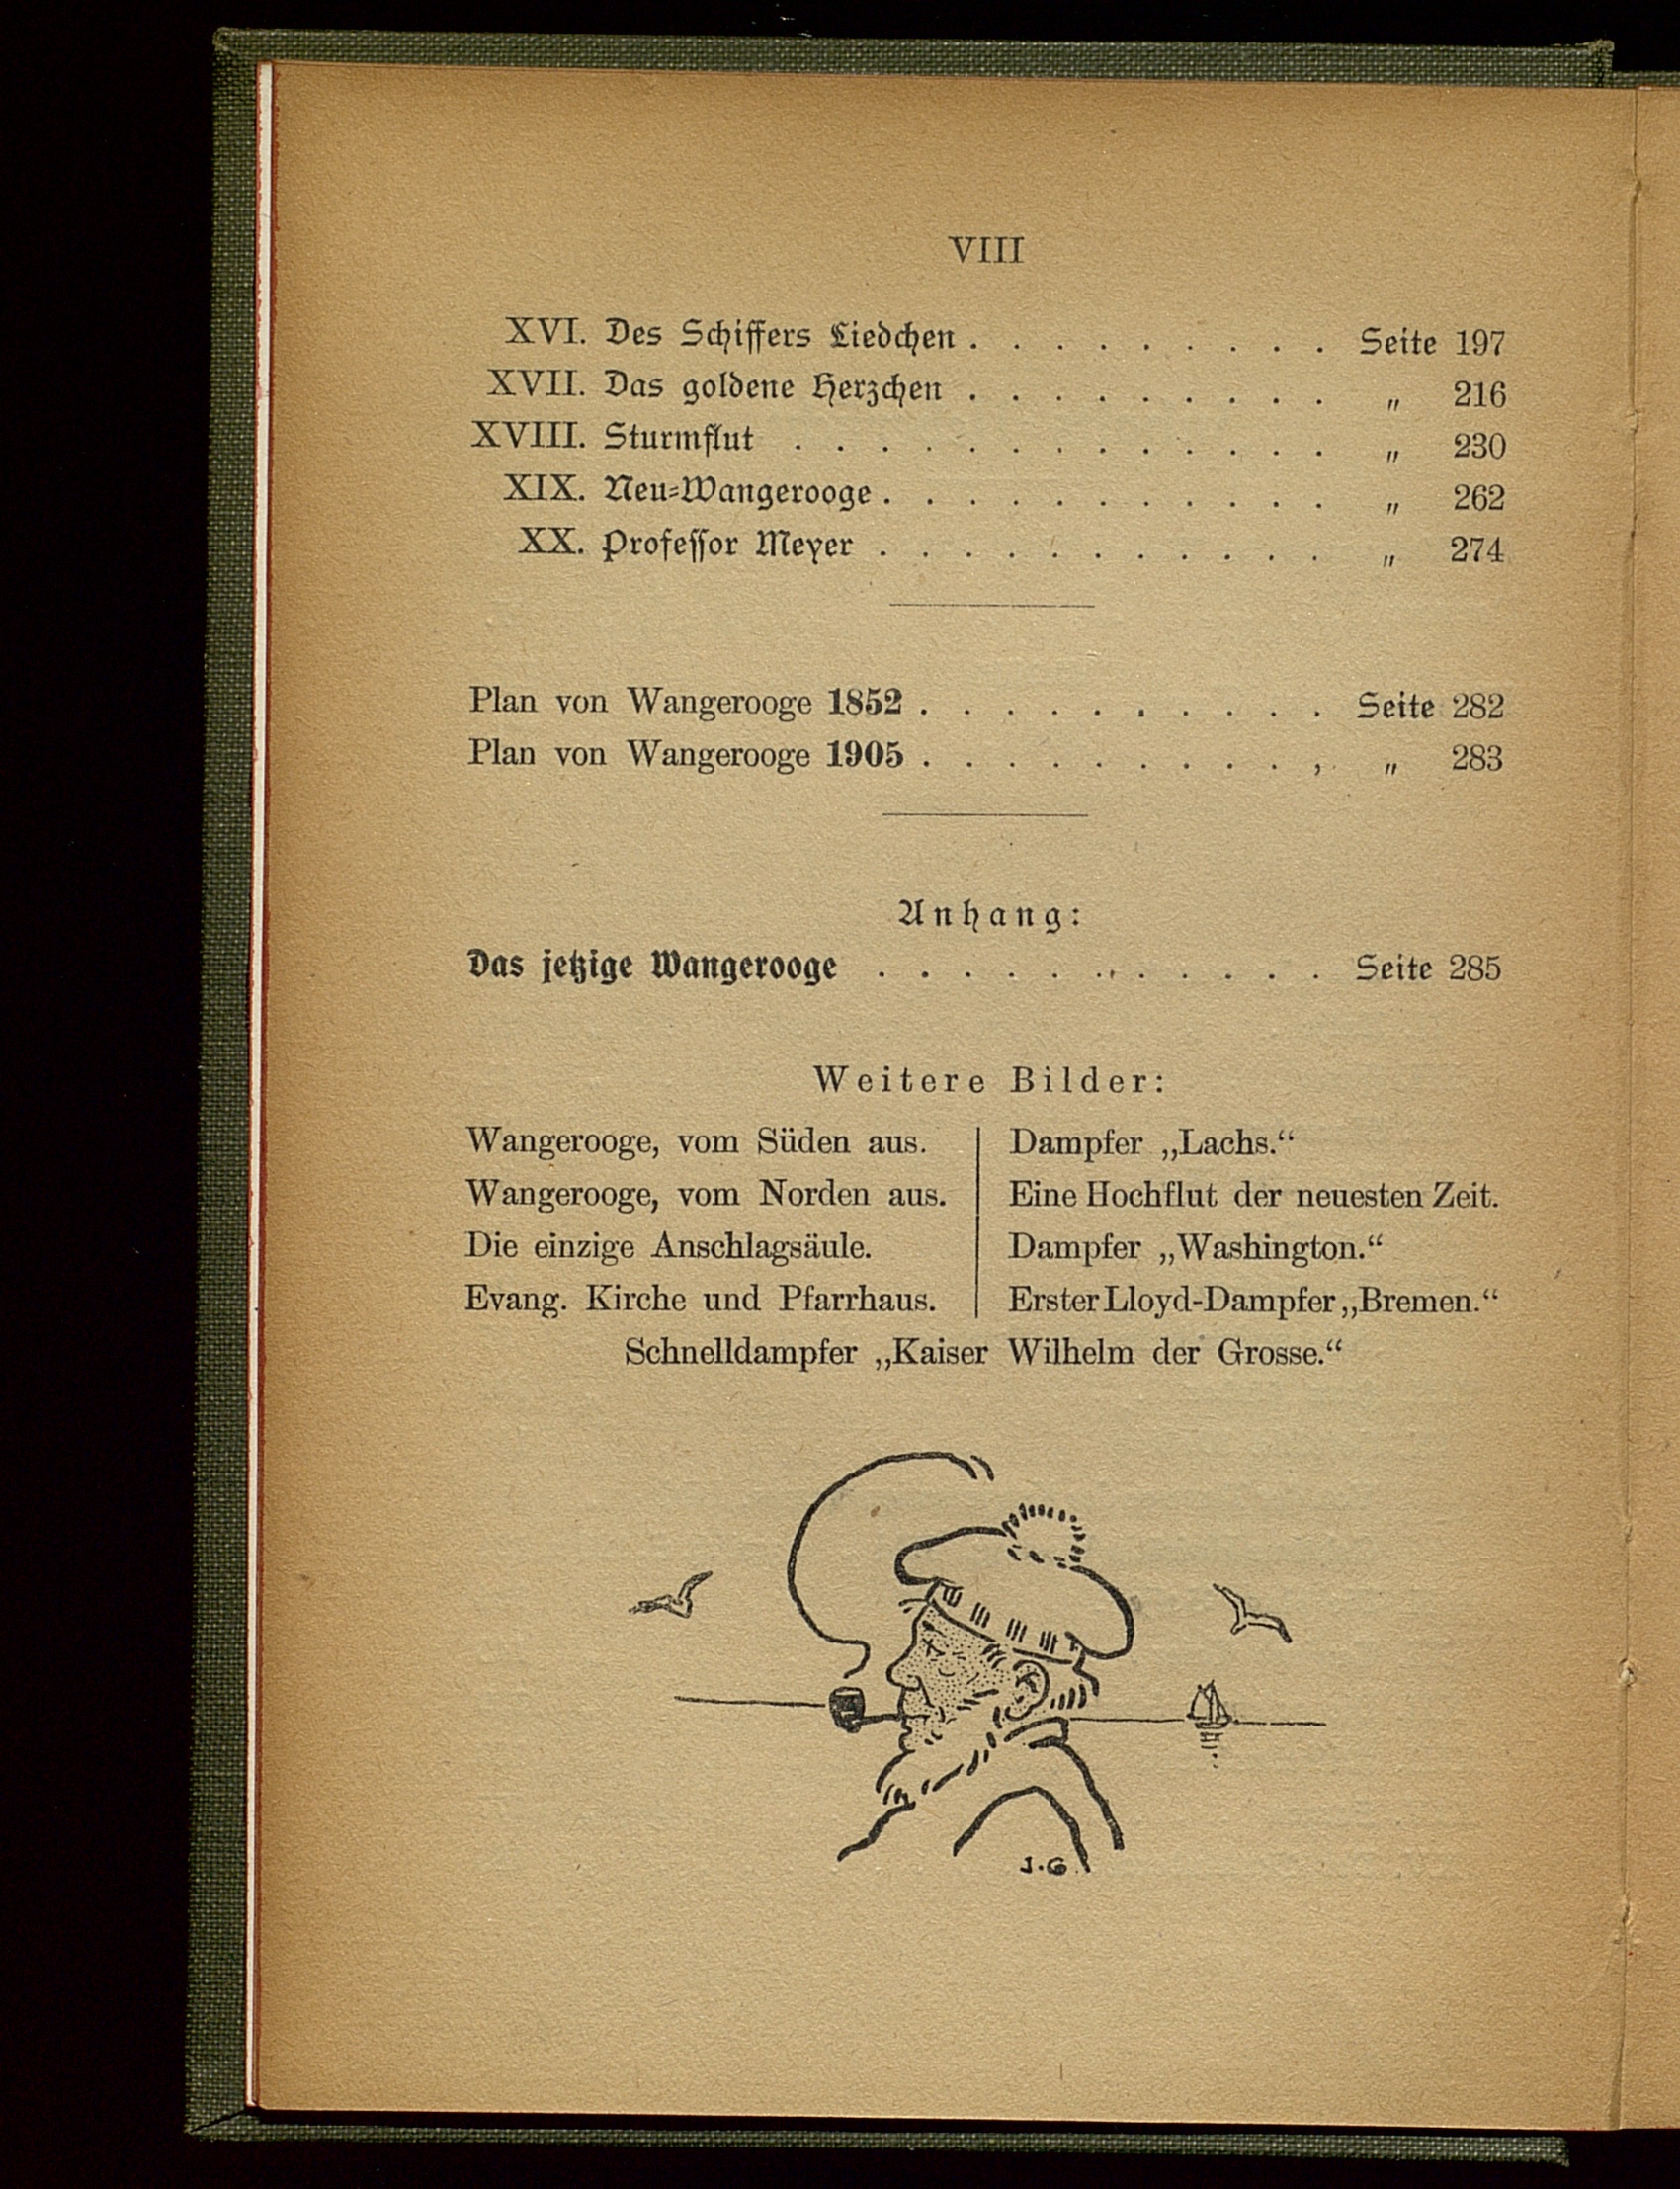 VIII
XVI. Des Schiffers Liedchen . . . . . . . . . Seite 197
XVII. Das goldene Herzchen . . . . . . . . . „ 216
XVIII. Sturmflut . . . . . . . . . . . . . „ 230
XIX. Neu-Wangerooge . . . . . . . . . . . „ 262
XX. Professor Meyer . . . . . . . . . . . „ 274
Plan von Wangerooge 1852 . . . . . . . . . . Seite 282
Plan von Wangerooge 1905 . . . . . . . . . , „ 283
Anhang:
Das jetzige Wangerooge . . . . . . . . . . . Seite 285
Weitere Bilder:
Wangerooge, vom Süden aus.
Wangerooge, vom Norden aus.
Die einzige Anschlagsäule.
Evang. Kirche und Pfarrhaus.
Dampfer „Lachs.“
Eine Hochflut der neuesten Zeit.
Dampfer „Washington.“
Erster Lloyd-Dampfer „Bremen.“
Schnelldampfer „Kaiser Wilhelm der Grosse.“
J.G.